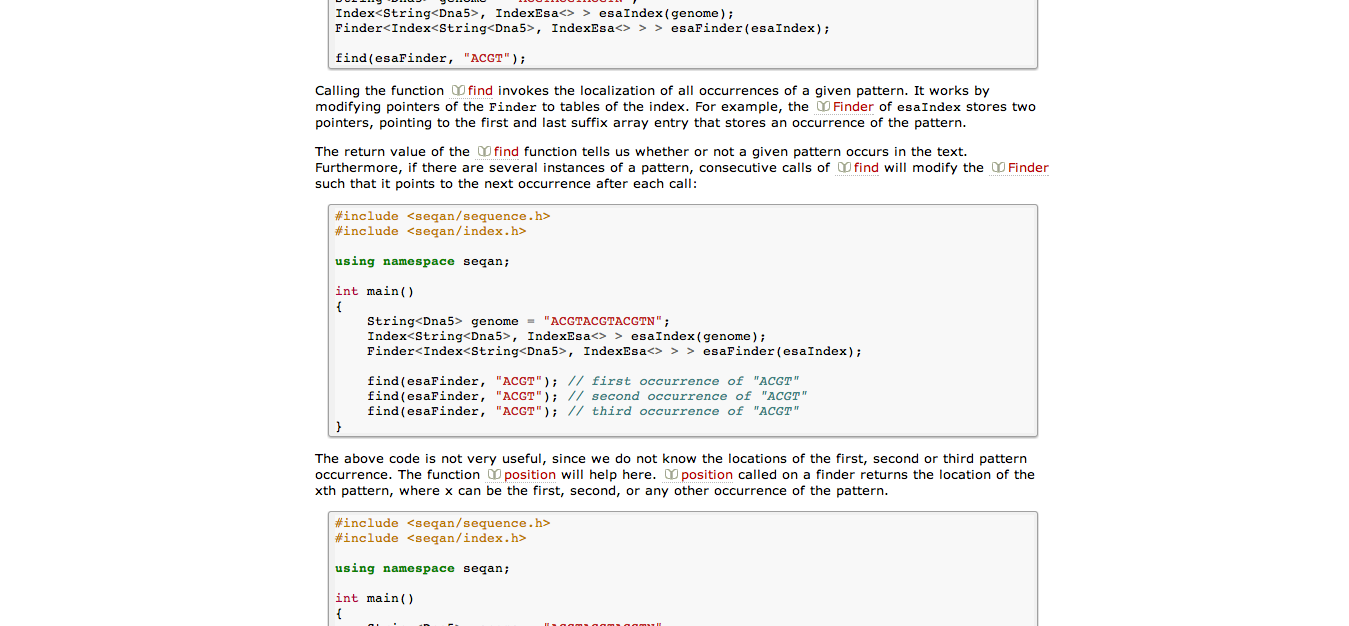 Index<String<Dna5>, IndexEsa<> > esaIndex(genome);
Finder<Index<String<Dna5>, IndexEsa<> > > esaFinder(esaIndex);
find(esaFinder, "ACGT");
Calling the function find invokes the localization of all occurrences of a given pattern. It works by
modifying pointers of the Finder to tables of the index. For example, the Finder of esaIndex stores two
pointers, pointing to the first and last suffix array entry that stores an occurrence of the pattern.
The return value of the find function tells us whether or not a given pattern occurs in the text.
Furthermore, if there are several instances of a pattern, consecutive calls of find will modify the Finder
such that it points to the next occurrence after each call:
#include <seqan/sequence.h>
#include <seqan/index.h>
using namespace seqan;
int main()
{
    String<Dna5> genome = "ACGTACGTACGTN";
    Index<String<Dna5>, IndexEsa<> > esaIndex(genome);
    Finder<Index<String<Dna5>, IndexEsa<> > > esaFinder(esaIndex);
    find(esaFinder, "ACGT"); // first occurrence of "ACGT"
    find(esaFinder, "ACGT"); // second occurrence of "ACGT"
    find(esaFinder, "ACGT"); // third occurrence of "ACGT"
}
The above code is not very useful, since we do not know the locations of the first, second or third pattern
occurrence. The function position will help here. position called on a finder returns the location of the
xth pattern, where x can be the first, second, or any other occurrence of the pattern.
#include <seqan/sequence.h>
#include <seqan/index.h>
using namespace seqan;
int main()
{